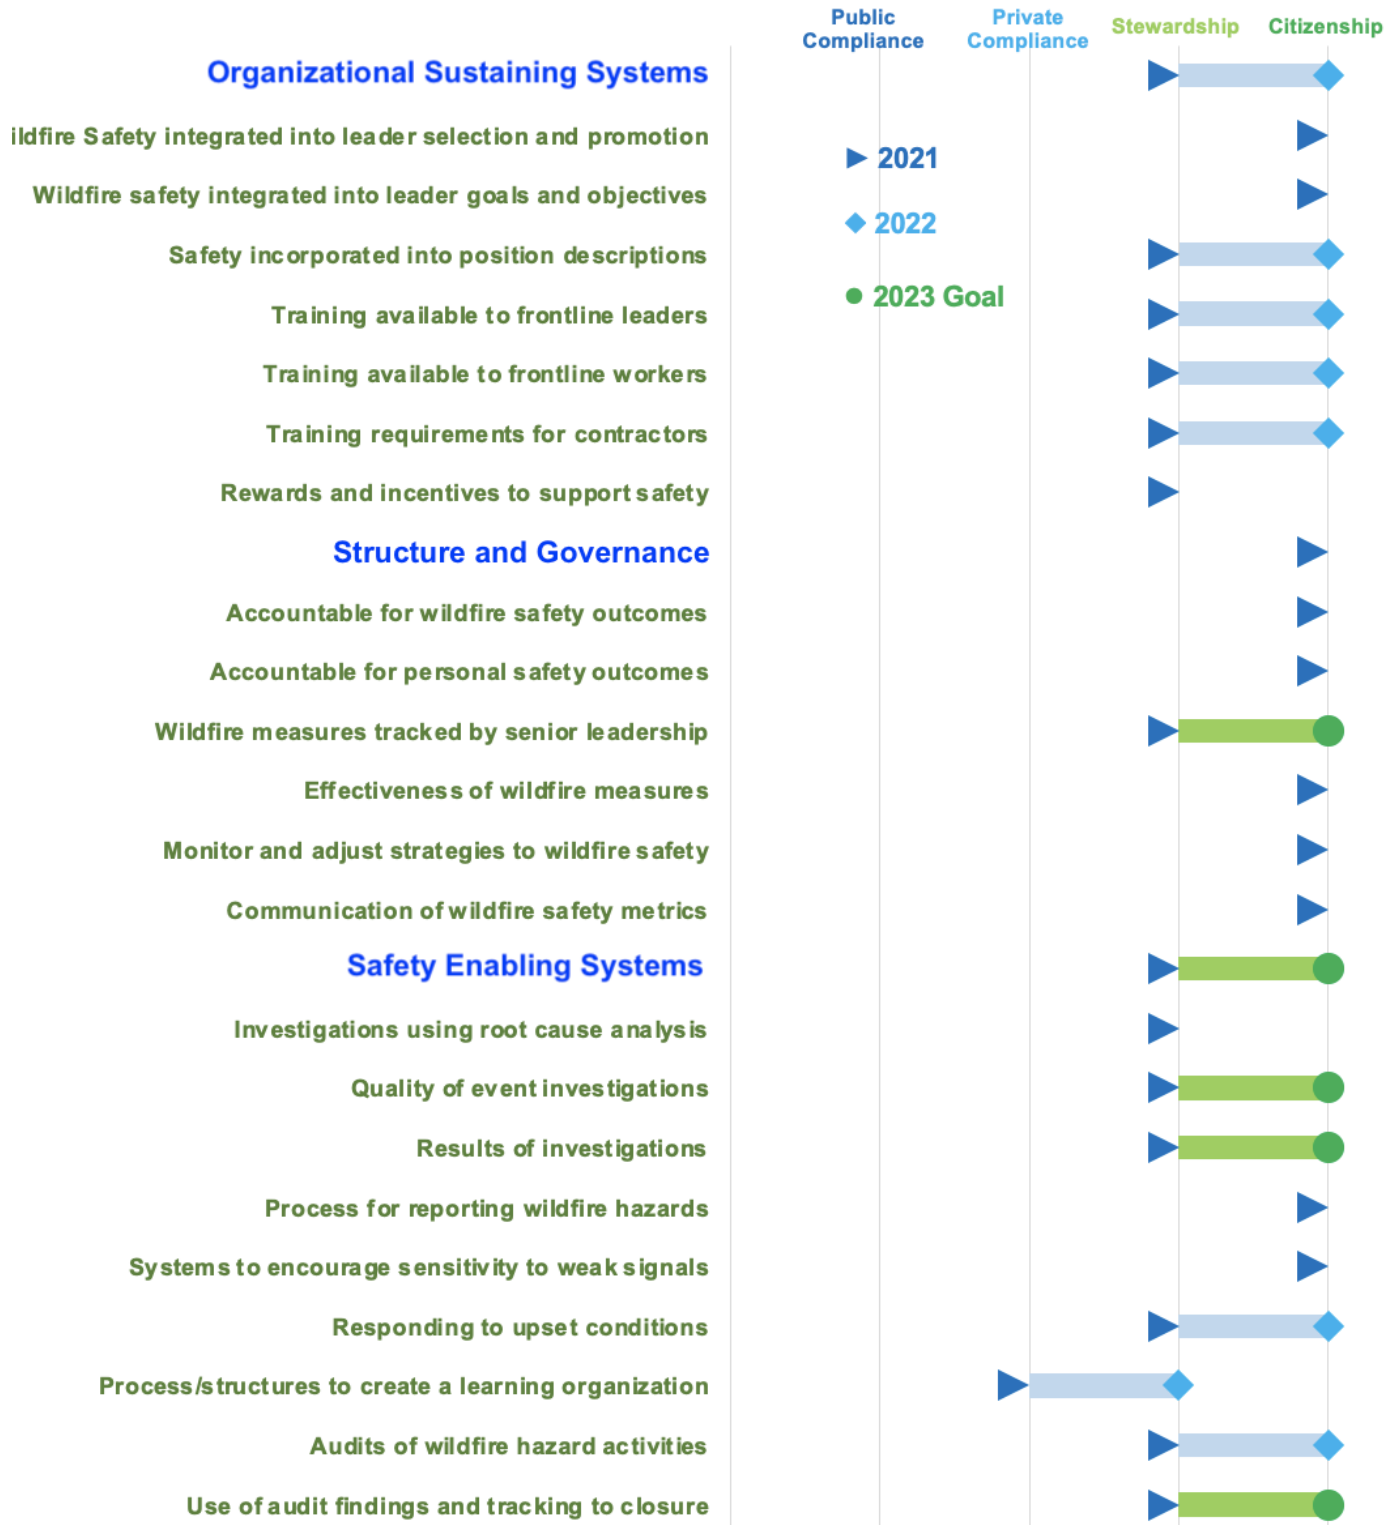 Public
Compliance
Private
Compliance
Stewardship
Citizenship
Organizational Sustaining Systems
ildfire Safety integrated into leader selection and promotion
2021
Wildfire safety integrated into leader goals and objectives
2022
Safety incorporated into position descriptions
2023 Goal
Training available to frontline leaders
Training available to frontline workers
Training requirements for contractors
Rewards and incentives to support safety
Structure and Governance
Accountable for wildfire safety outcomes
Accountable for personal safety outcomes
Wildfire measures tracked by senior leadership
Effectiveness of wildfire measures
Monitor and adjust strategies to wildfire safety
Communication of wildfire safety metrics
Safety Enabling Systems
Investigations using root cause analysis
Quality of event investigations
Results of investigations
Process for reporting wildfire hazards
Systems to encourage sensitivity to weak signals
Responding to upset conditions
Process/structures to create a learning organization
Audits of wildfire hazard activities
Use of audit findings and tracking to closure